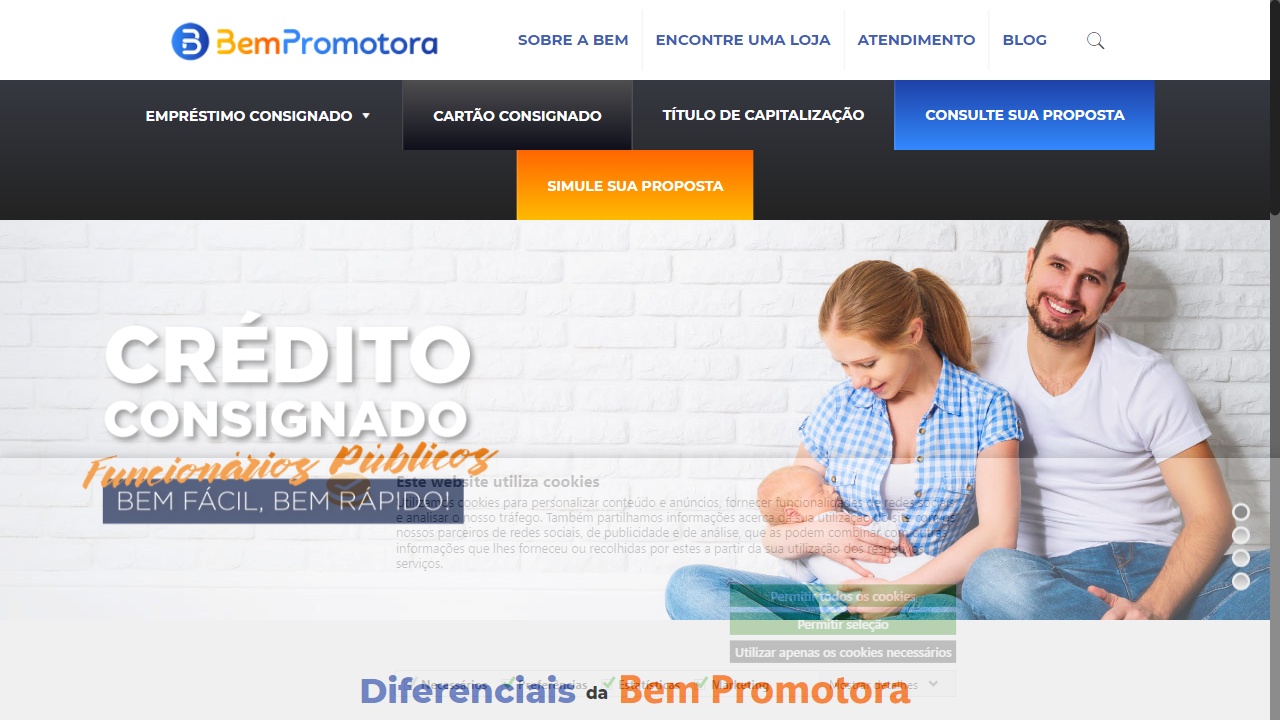 BemPromotora
SOBRE A BEM
ENCONTRE UMA LOJA
ATENDIMENTO
BLOG
EMPRÉSTIMO CONSIGNADO
CARTÃO CONSIGNADO
TÍTULO DE CAPITALIZAÇÃO
CONSULTE SUA PROPOSTA
SIMULE SUA PROPOSTA
CRÉDITO
CONSIGNADO
Funcionários Públicos
BEM FÁCIL, BEM RÁPIDO!
Este website utiliza cookies
Utilizamos cookies para personalizar conteúdo e anúncios, fornecer funcionalidades de redes sociais
e analisar o nosso tráfego. Também partilhamos informações acerca da sua utilização do site com os
nossos parceiros de redes sociais, de publicidade e de análise, que as podem combinar com outras
informações que lhes forneceu ou recolhidas por estes a partir da sua utilização dos respetivos
serviços.
Permitir todos os cookies
Permitir seleção
Utilizar apenas os cookies necessários
Necessários
Preferências
Estatísticas
Marketing
Mostrar detalhes
Diferenciais da Bem Promotora